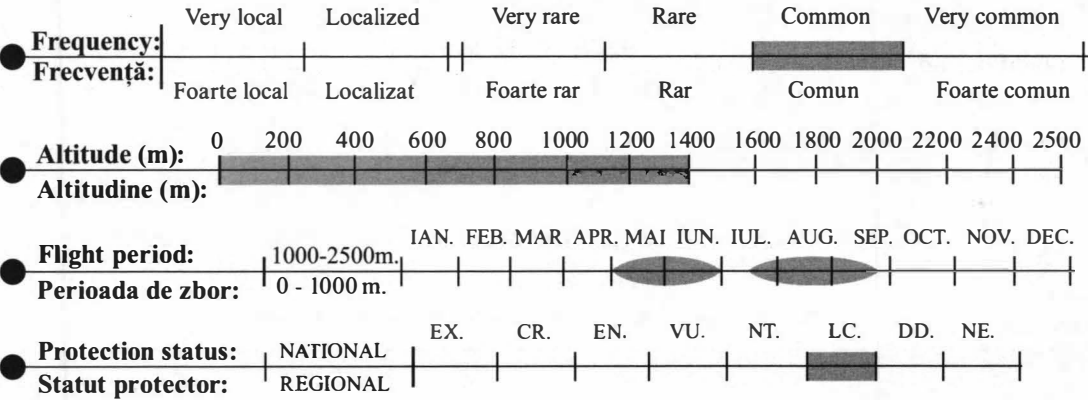 Very local Localized Very rare Rare Common Very common
Frequency:
Frecvență:
Foarte local Localizat Foarte rar Rar Comun Foarte comun
0 200 400 600 800 1000 1200 1400 1600 1800 2000 2200 2400 2500
Altitude (m):
Altitudine (m):
IAN. FEB. MAR APR. MAI IUN. IUL. AUG. SEP. OCT. NOV. DEC.
Flight period: 1000-2500m.
Perioada de zbor: 0 - 1000 m.
EX. CR. EN. VU. NT. LC. DD. NE.
Protection status: NATIONAL
Statut protector: REGIONAL